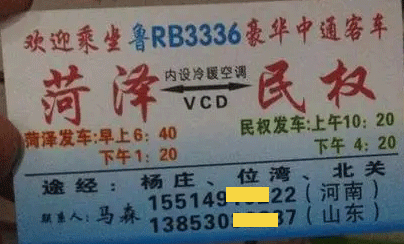 欢迎乘坐鲁RB3336豪华中通客车
菏泽 内设冷暖空调 民权
VCD
菏泽发车:早上6:40 民权发车:上午10:20
下午1:20 下午4:20
途经:杨庄、位湾、北关
联系人:马森 15514922(河南)
1385037(山东)